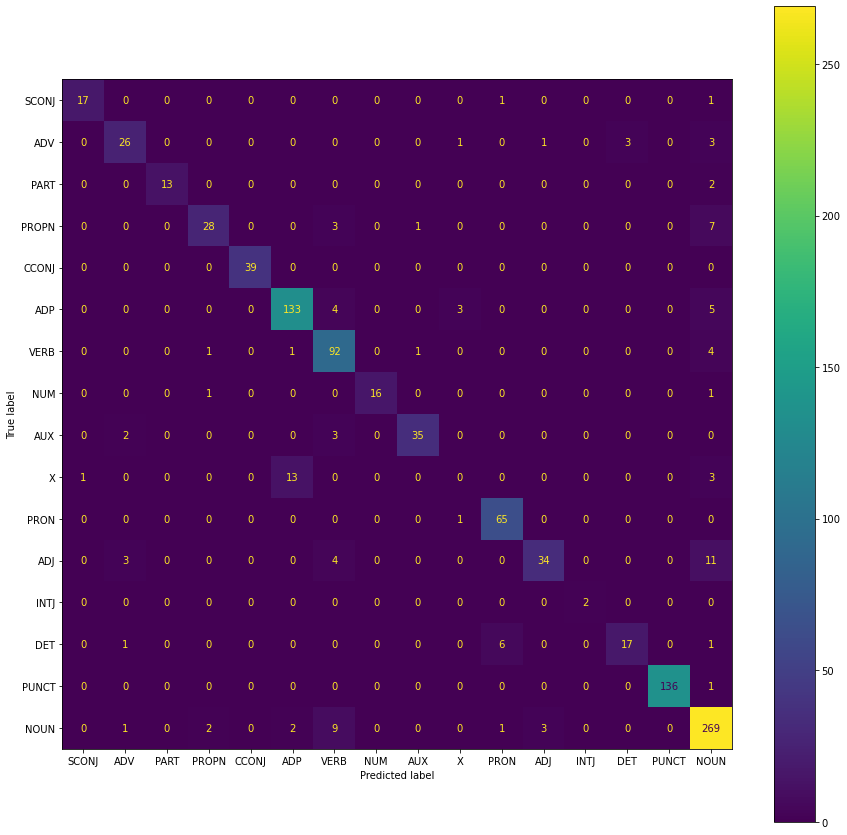 SCONJ 17 0 0 0 0 0 0 0 0 0 1 0 0 0 0 1
ADV 0 26 0 0 0 0 0 0 0 1 0 1 0 3 0 3
PART 0 0 13 0 0 0 0 0 0 0 0 0 0 0 0 2
PROPN 0 0 0 28 0 0 3 0 1 0 0 0 0 0 0 7
CCONJ 0 0 0 0 39 0 0 0 0 0 0 0 0 0 0 0
ADP 0 0 0 0 0 133 4 0 0 3 0 0 0 0 0 5
VERB 0 0 0 1 0 1 92 0 1 0 0 0 0 0 0 4
NUM 0 0 0 1 0 0 0 16 0 0 0 0 0 0 0 1
AUX 0 2 0 0 0 0 3 0 35 0 0 0 0 0 0 0
X 1 0 0 0 0 13 0 0 0 0 0 0 0 0 0 3
PRON 0 0 0 0 0 0 0 0 0 1 65 0 0 0 0 0
ADJ 0 3 0 0 0 0 4 0 0 0 0 34 0 0 0 11
INTJ 0 0 0 0 0 0 0 0 0 0 0 0 2 0 0 0
DET 0 1 0 0 0 0 0 0 0 0 6 0 0 17 0 1
PUNCT 0 0 0 0 0 0 0 0 0 0 0 0 0 0 136 1
NOUN 0 1 0 2 0 2 9 0 0 0 1 3 0 0 0 269
SCONJ ADV PART PROPN CCONJ ADP VERB NUM AUX X PRON ADJ INTJ DET PUNCT NOUN
Predicted label
True label
250
200
150
100
50
0